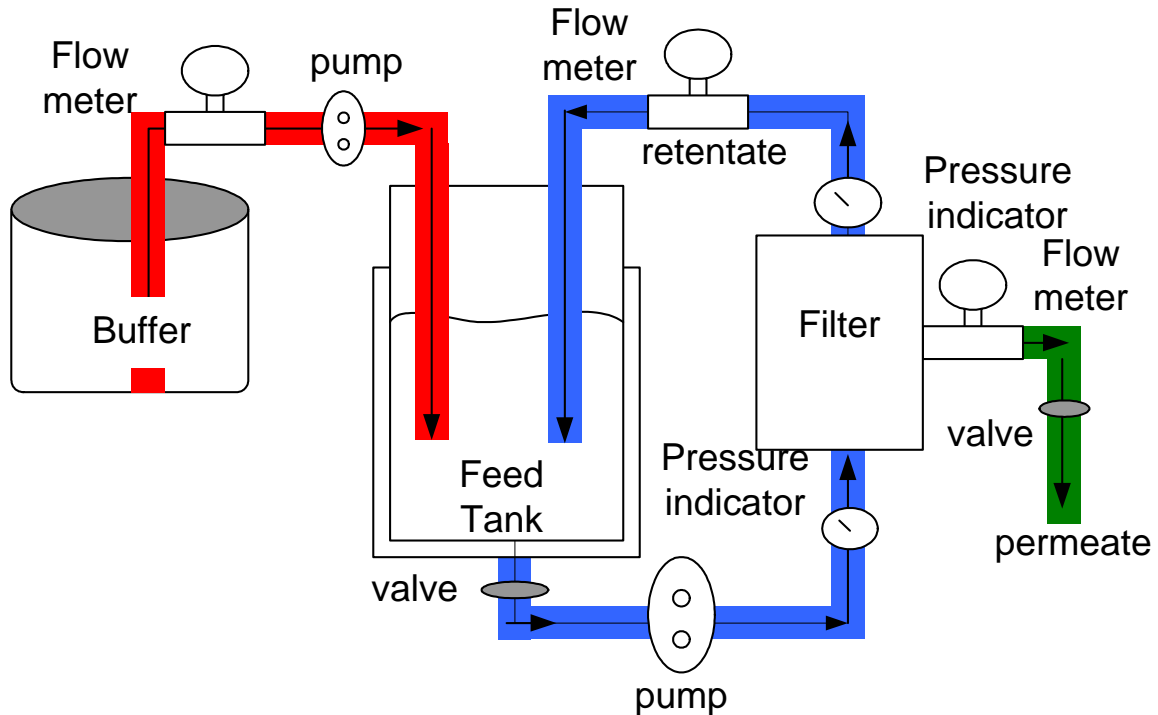 Flow
meter
pump
Flow
meter
retentate
Pressure
indicator
Flow
meter
Buffer
Filter
valve
Feed
Tank
Pressure
indicator
permeate
valve
pump